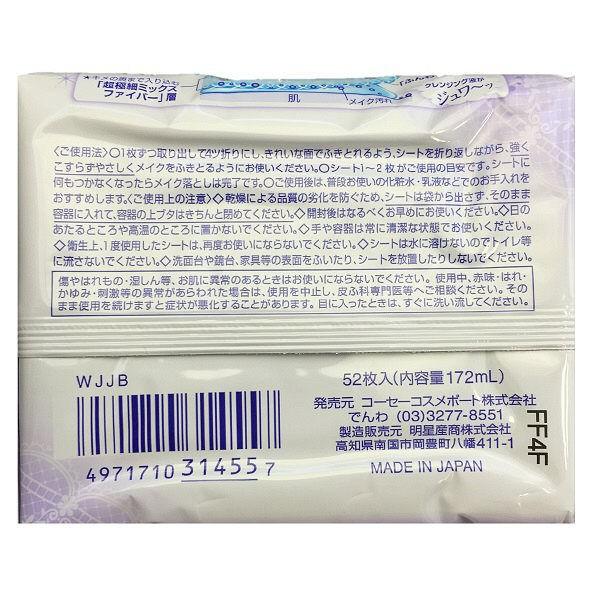 ＊キメの奥まで入り込む
「超極細ミックス
ファイバー」層
肌
メイク汚れ
クレンジング液が
ジュワーッ
〈ご使用法〉○1枚ずつ取り出して4ツ折りにし、きれいな面でふきとれるよう、シートを折り返しながら、強く
こすらずやさしくメイクをふきとるようにお使いください。○シート1〜2枚がご使用の目安です。シートに
何もつかなくなったらメイク落としは完了です。○ご使用後は、普段お使いの化粧水・乳液などでのお手入れを
おすすめします。〈ご使用上の注意〉◇乾燥による品質の劣化を防ぐため、シートは袋から出さず、そのまま
容器に入れて、容器の上ブタはきちんと閉めてください。◇開封後はなるべくお早めにお使いください。◇日の
あたるところや高温のところに置かないでください。◇手や容器は常に清潔な状態でお使いください。
◇衛生上、1度使用したシートは、再度お使いにならないでください。◇シートは水に溶けないのでトイレ等
に流さないでください。◇洗面台や鏡台、家具等の表面をふいたり、シートを放置したりしないでください。
傷やはれもの・湿しん等、お肌に異常のあるときはお使いにならないでください。使用中、赤味・はれ・
かゆみ・刺激等の異常があらわれた場合は、使用を中止し、皮ふ科専門医等へご相談ください。その
まま使用を続けますと症状が悪化することがあります。目に入ったときは、すぐに洗い流してください。
WJJB
52枚入(内容量172mL)
発売元 コーセーコスメポート株式会社
でんわ (03)3277-8551
製造販売元 明星産商株式会社
高知県南国市岡豊町八幡411-1
MADE IN JAPAN
FF4F
4971710 314557